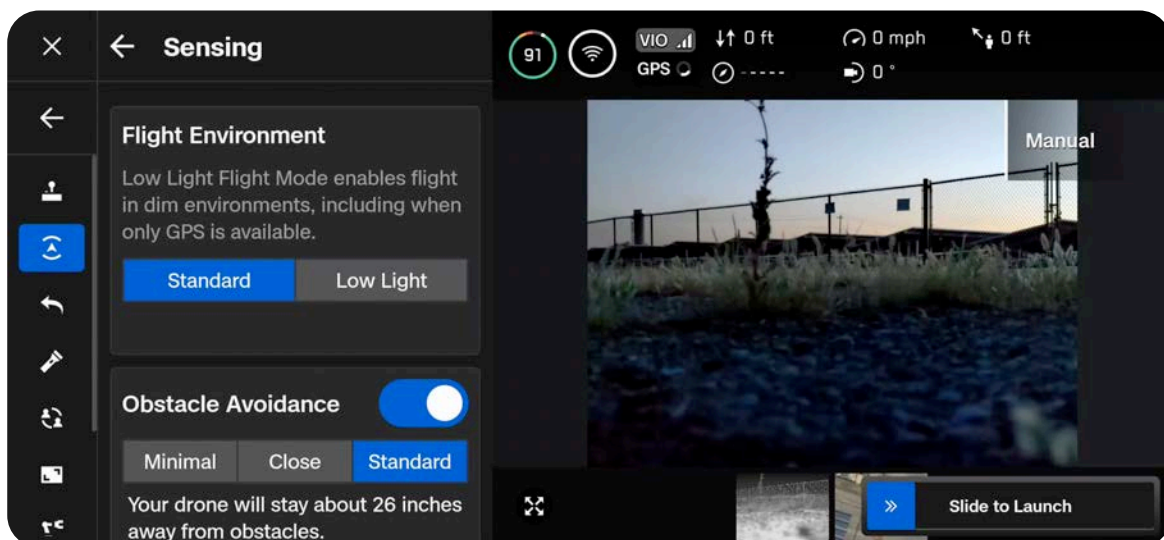 Sensing
Flight Environment
Low Light Flight Mode enables flight
in dim environments, including when
only GPS is available.
Standard
Low Light
Obstacle Avoidance
Minimal
Close
Standard
Your drone will stay about 26 inches
away from obstacles.
91
VIO
0 ft
0 mph
0 ft
GPS
-----
0 °
Manual
Slide to Launch